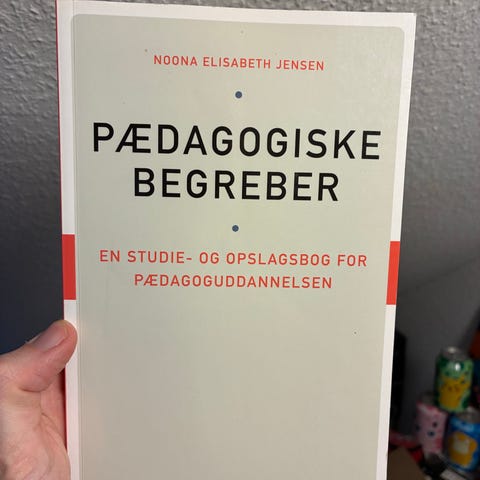 NOONA ELISABETH JENSEN
PÆDAGOGISKE
BEGREBER
EN STUDIE- OG OPSLAGSBOG FOR
PÆDAGOGUDDANNELSEN